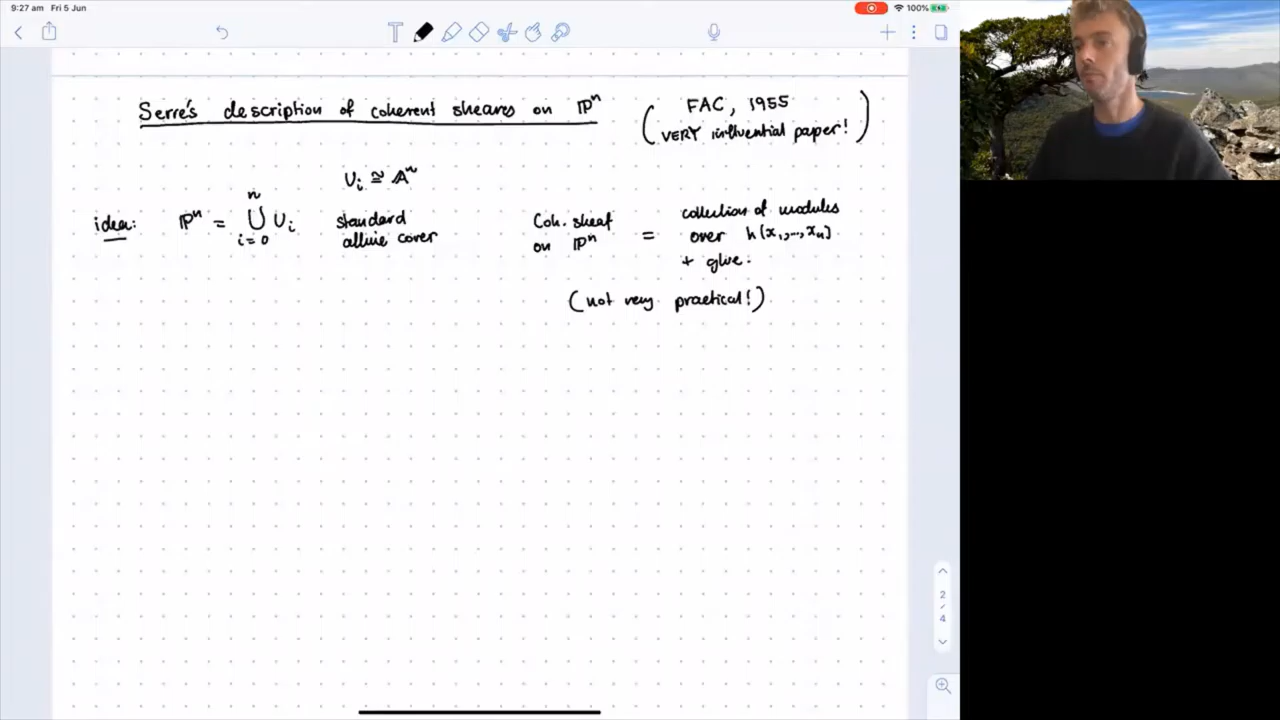 9:27 am Fri 5 Jun
100%
Serre's description of coherent sheaves on ℙⁿ
(FAC, 1955
VERY influential paper!)
Uᵢ ≅ 𝔸ⁿ
idea: ℙⁿ = ⋃ᵢ₌₀ⁿ Uᵢ standard
affine cover
Coh. sheaf
on ℙⁿ
=
collection of modules
over k[x₁,...,xₙ]
+ glue.
(not very practical!)
2
/
4